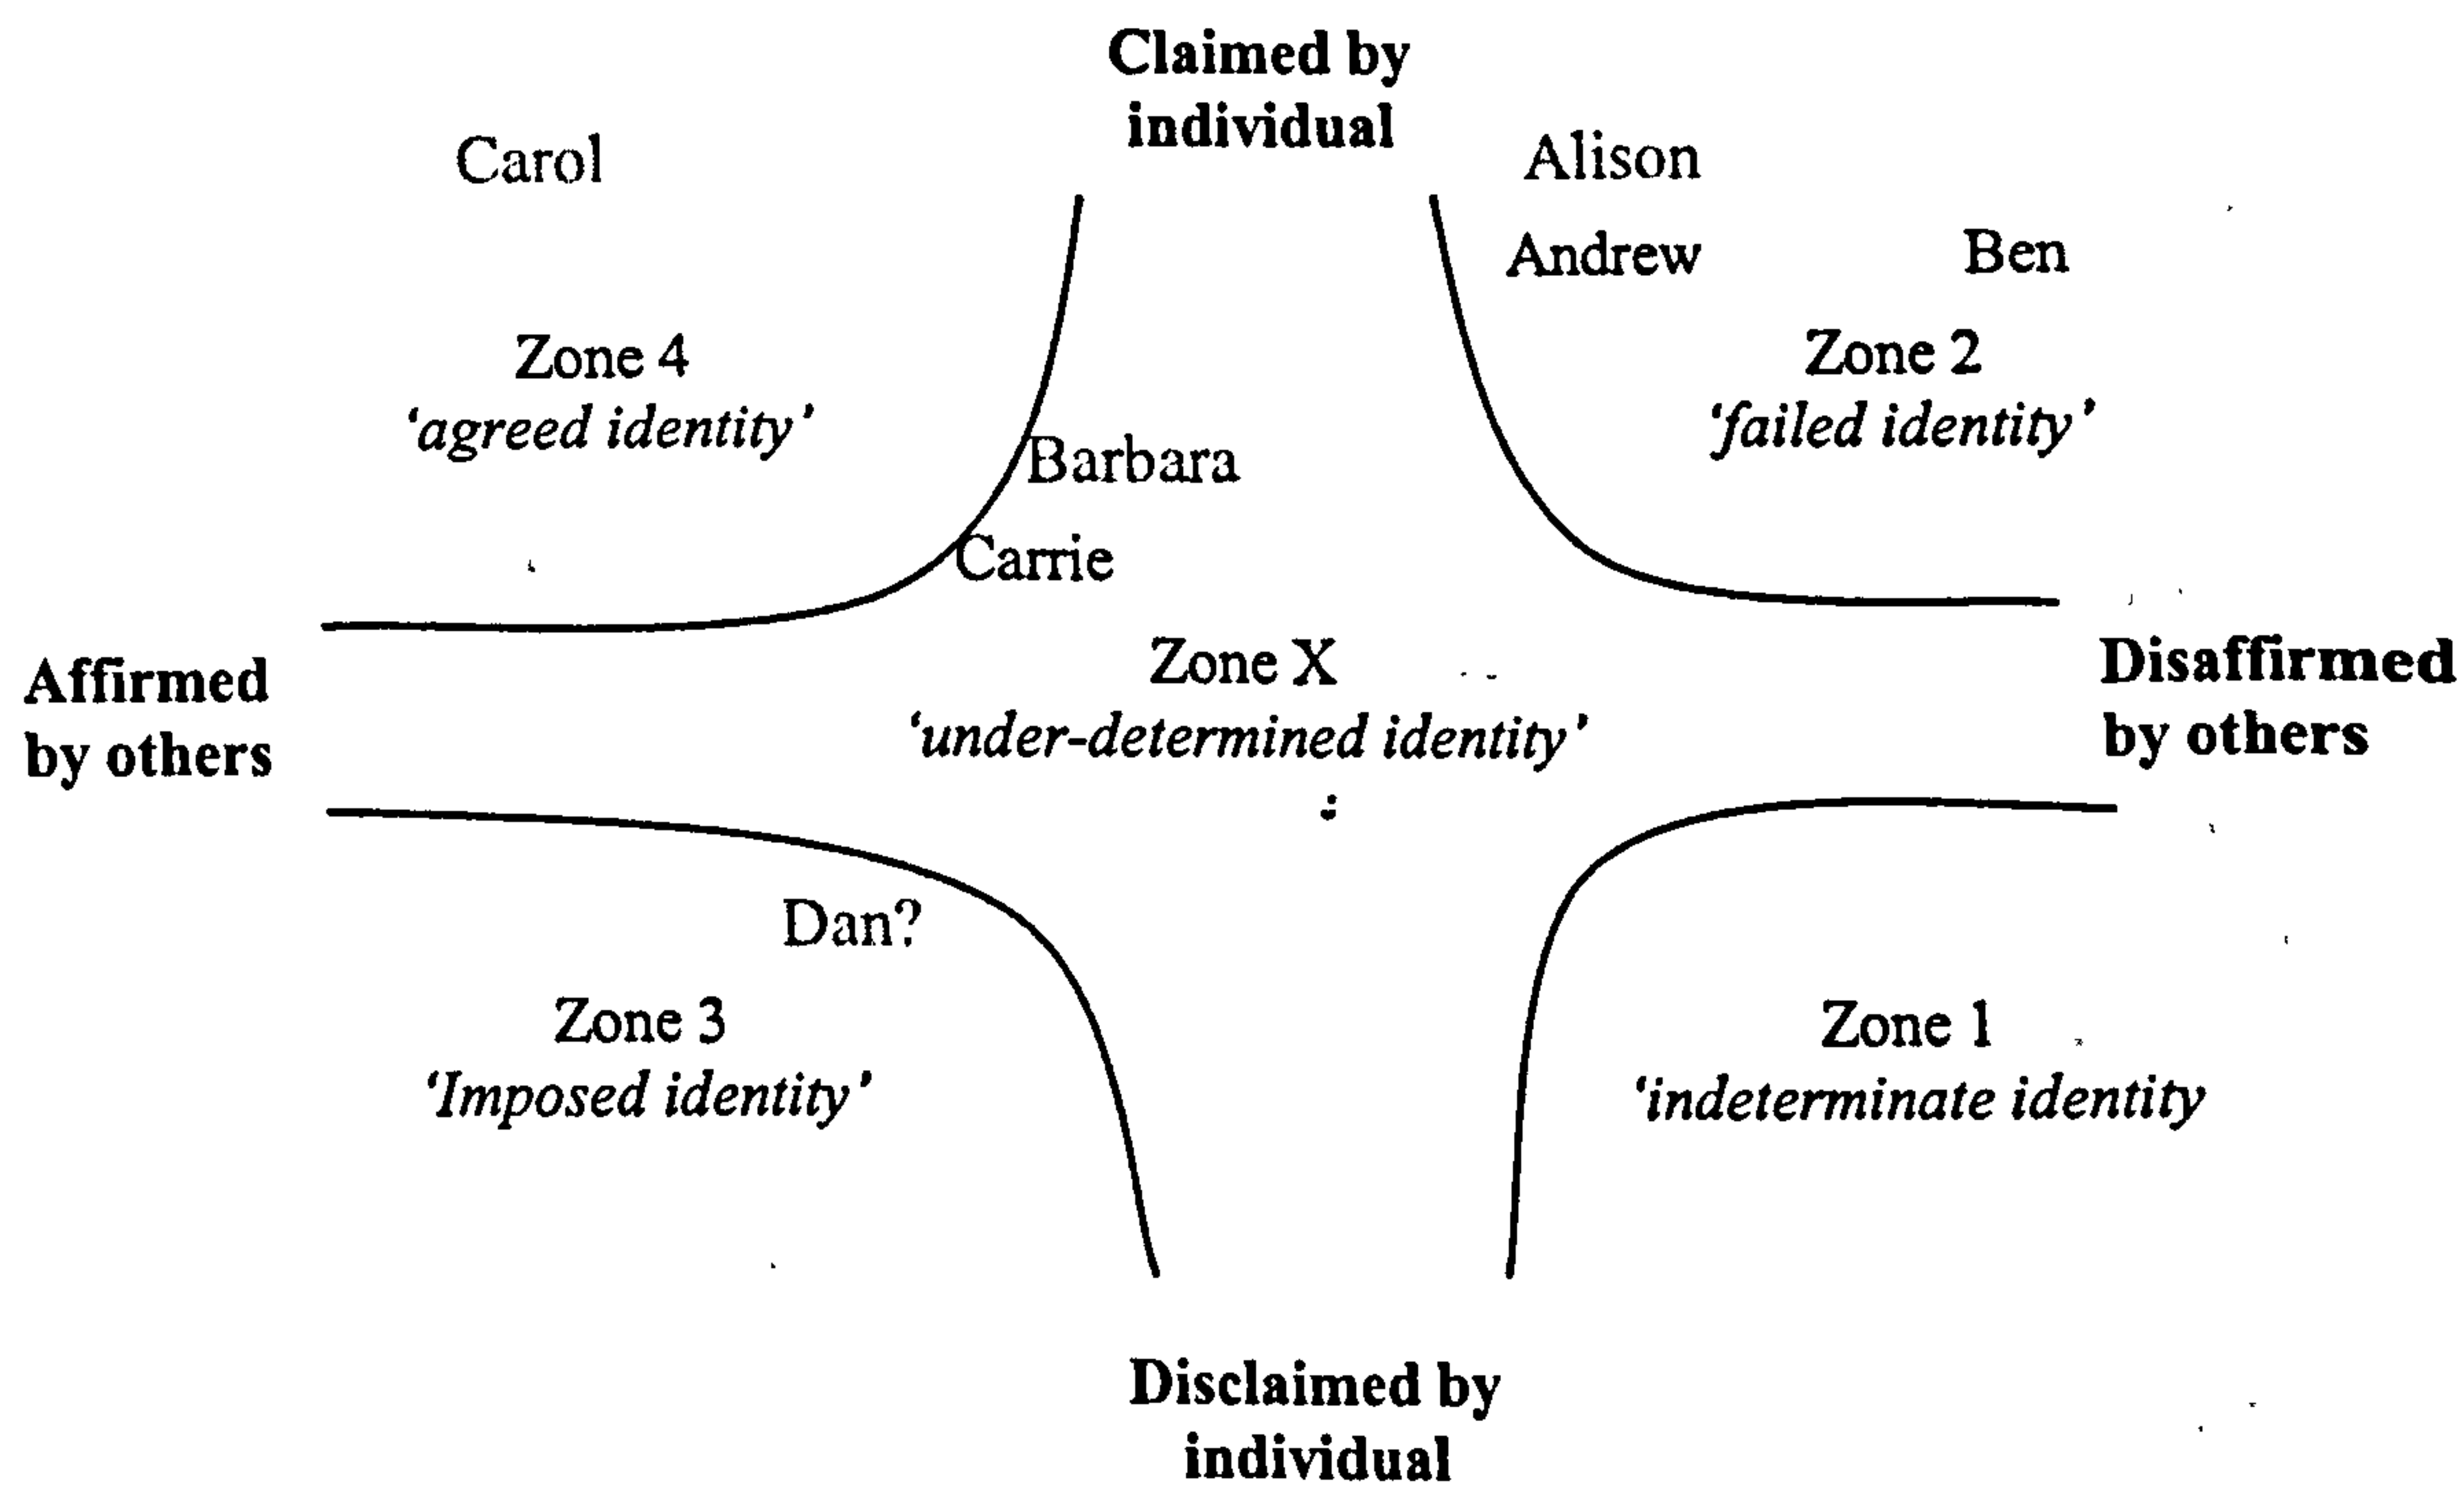 Claimed by
individual
Carol
Alison
Andrew
Ben
Zone 4
‘agreed identity’
Zone 2
‘failed identity’
Barbara
Carrie
Affirmed
by others
Zone X
‘under-determined identity’
Disaffirmed
by others
Dan?
Zone 3
‘Imposed identity’
Zone 1
‘indeterminate identity
Disclaimed by
individual